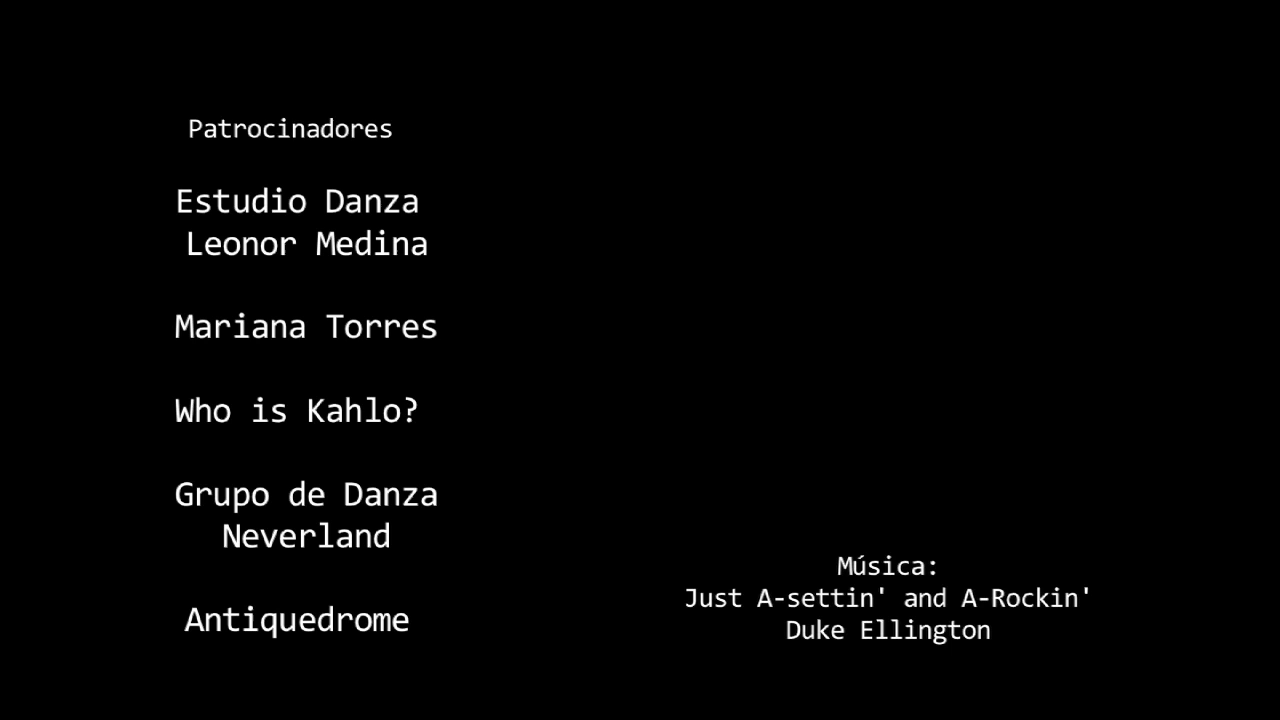 Patrocinadores
Estudio Danza
Leonor Medina
Mariana Torres
Who is Kahlo?
Grupo de Danza
Neverland
Antiquedrome
Música:
Just A-settin' and A-Rockin'
Duke Ellington